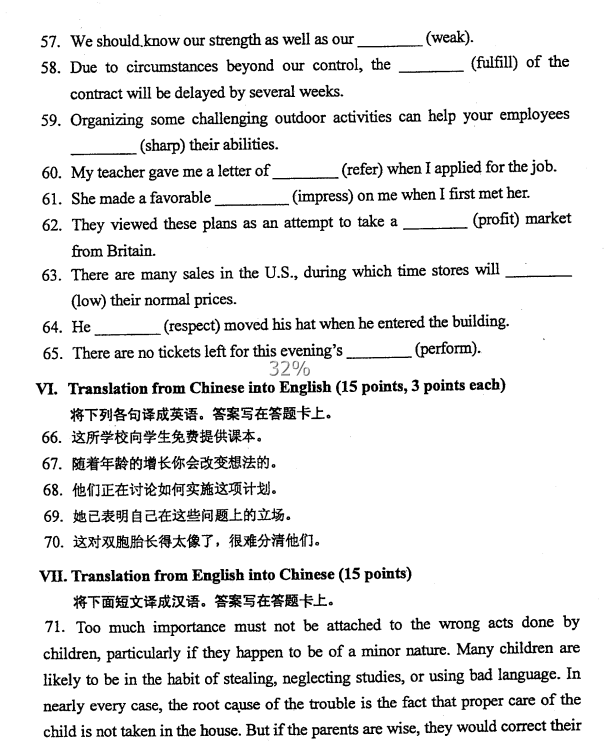 57. We should know our strength as well as our ________ (weak).
58. Due to circumstances beyond our control, the ________ (fulfill) of the
contract will be delayed by several weeks.
59. Organizing some challenging outdoor activities can help your employees
________ (sharp) their abilities.
60. My teacher gave me a letter of ________ (refer) when I applied for the job.
61. She made a favorable ________ (impress) on me when I first met her.
62. They viewed these plans as an attempt to take a ________ (profit) market
from Britain.
63. There are many sales in the U.S., during which time stores will ________
(low) their normal prices.
64. He ________ (respect) moved his hat when he entered the building.
65. There are no tickets left for this evening's ________ (perform).
32%
VI. Translation from Chinese into English (15 points, 3 points each)
将下列各句译成英语。答案写在答题卡上。
66. 这所学校向学生免费提供课本。
67. 随着年龄的增长你会改变想法的。
68. 他们正在讨论如何实施这项计划。
69. 她已表明自己在这些问题上的立场。
70. 这对双胞胎长得太像了，很难分清他们。
VII. Translation from English into Chinese (15 points)
将下面短文译成汉语。答案写在答题卡上。
71. Too much importance must not be attached to the wrong acts done by
children, particularly if they happen to be of a minor nature. Many children are
likely to be in the habit of stealing, neglecting studies, or using bad language. In
nearly every case, the root cause of the trouble is the fact that proper care of the
child is not taken in the house. But if the parents are wise, they would correct their